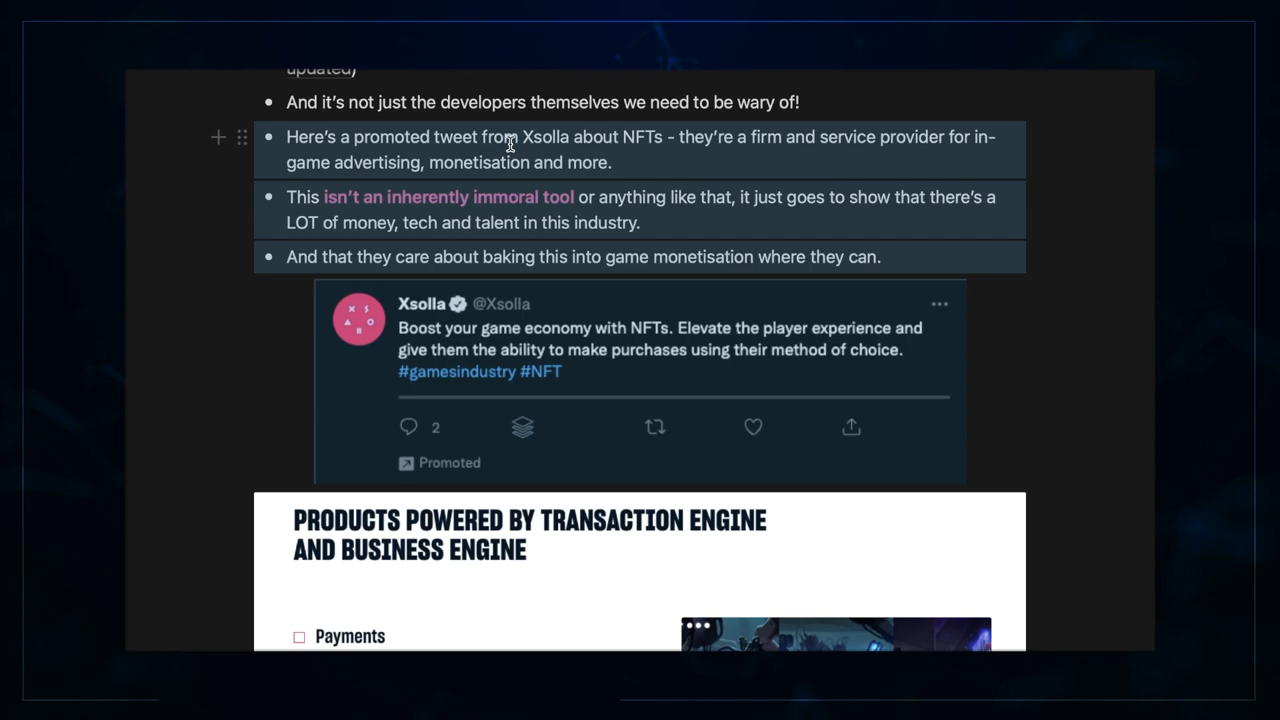 updated)
And it's not just the developers themselves we need to be wary of!
Here's a promoted tweet from Xsolla about NFTs - they're a firm and service provider for in-
game advertising, monetisation and more.
This isn't an inherently immoral tool or anything like that, it just goes to show that there's a
LOT of money, tech and talent in this industry.
And that they care about baking this into game monetisation where they can.
Xsolla @Xsolla
Boost your game economy with NFTs. Elevate the player experience and
give them the ability to make purchases using their method of choice.
#gamesindustry #NFT
2
Promoted
PRODUCTS POWERED BY TRANSACTION ENGINE
AND BUSINESS ENGINE
Payments